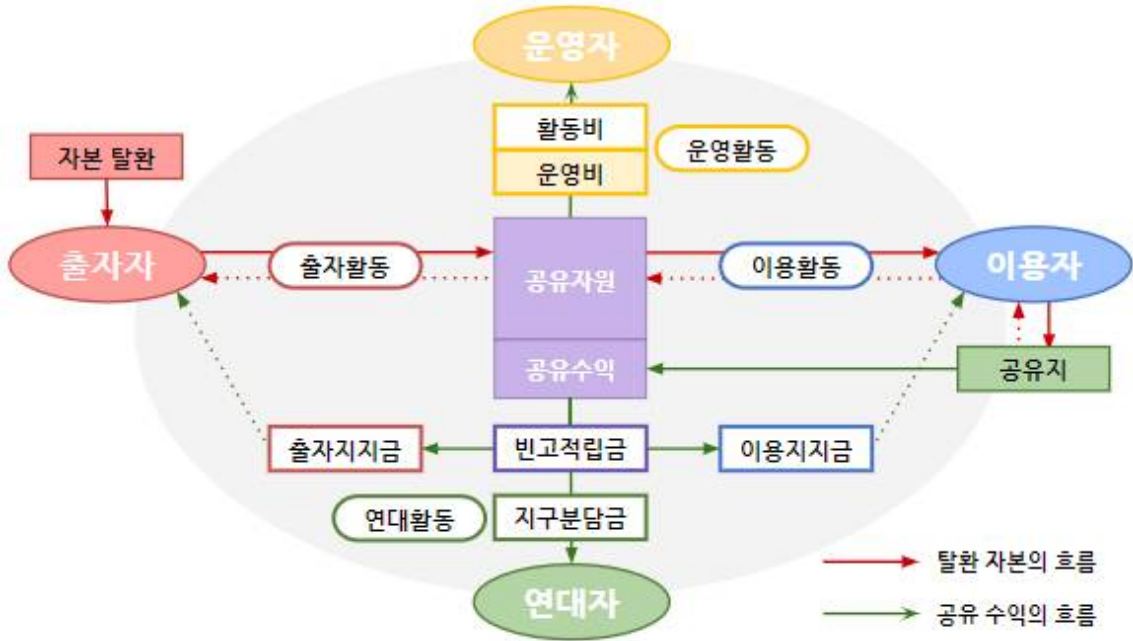 운영자
활동비
운영활동
운영비
자본 탈환
출자자
출자활동
공유자원
이용활동
이용자
공유수익
공유지
출자지지금
빈고적립금
이용지지금
연대활동
지구분담금
연대자
탈환 자본의 흐름
공유 수익의 흐름